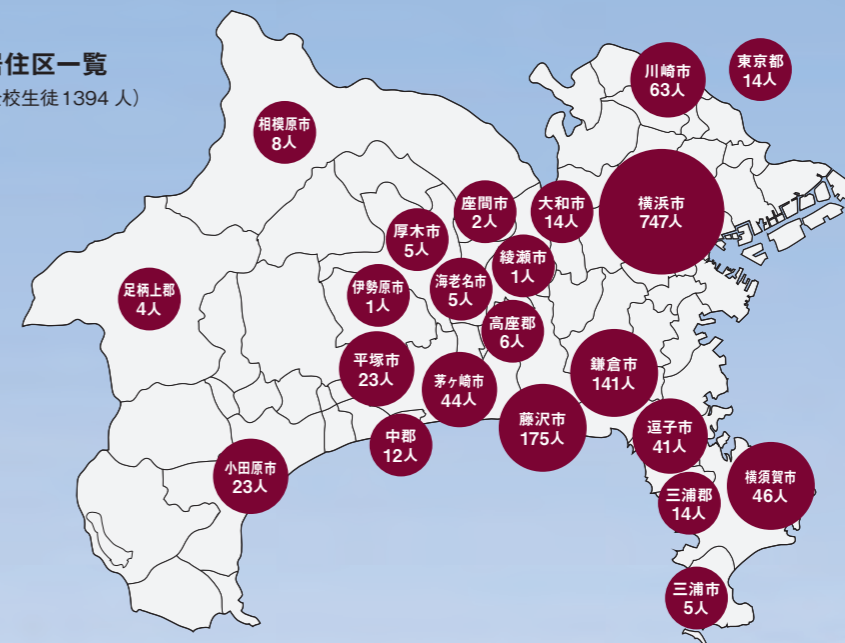 住区一覧
校生徒1394人）
川崎市
63人
東京都
14人
相模原市
8人
横浜市
747人
座間市
2人
大和市
14人
厚木市
5人
綾瀬市
1人
足柄上郡
4人
伊勢原市
1人
海老名市
5人
高座郡
6人
平塚市
23人
茅ヶ崎市
44人
鎌倉市
141人
藤沢市
175人
中郡
12人
逗子市
41人
小田原市
23人
横須賀市
46人
三浦郡
14人
三浦市
5人